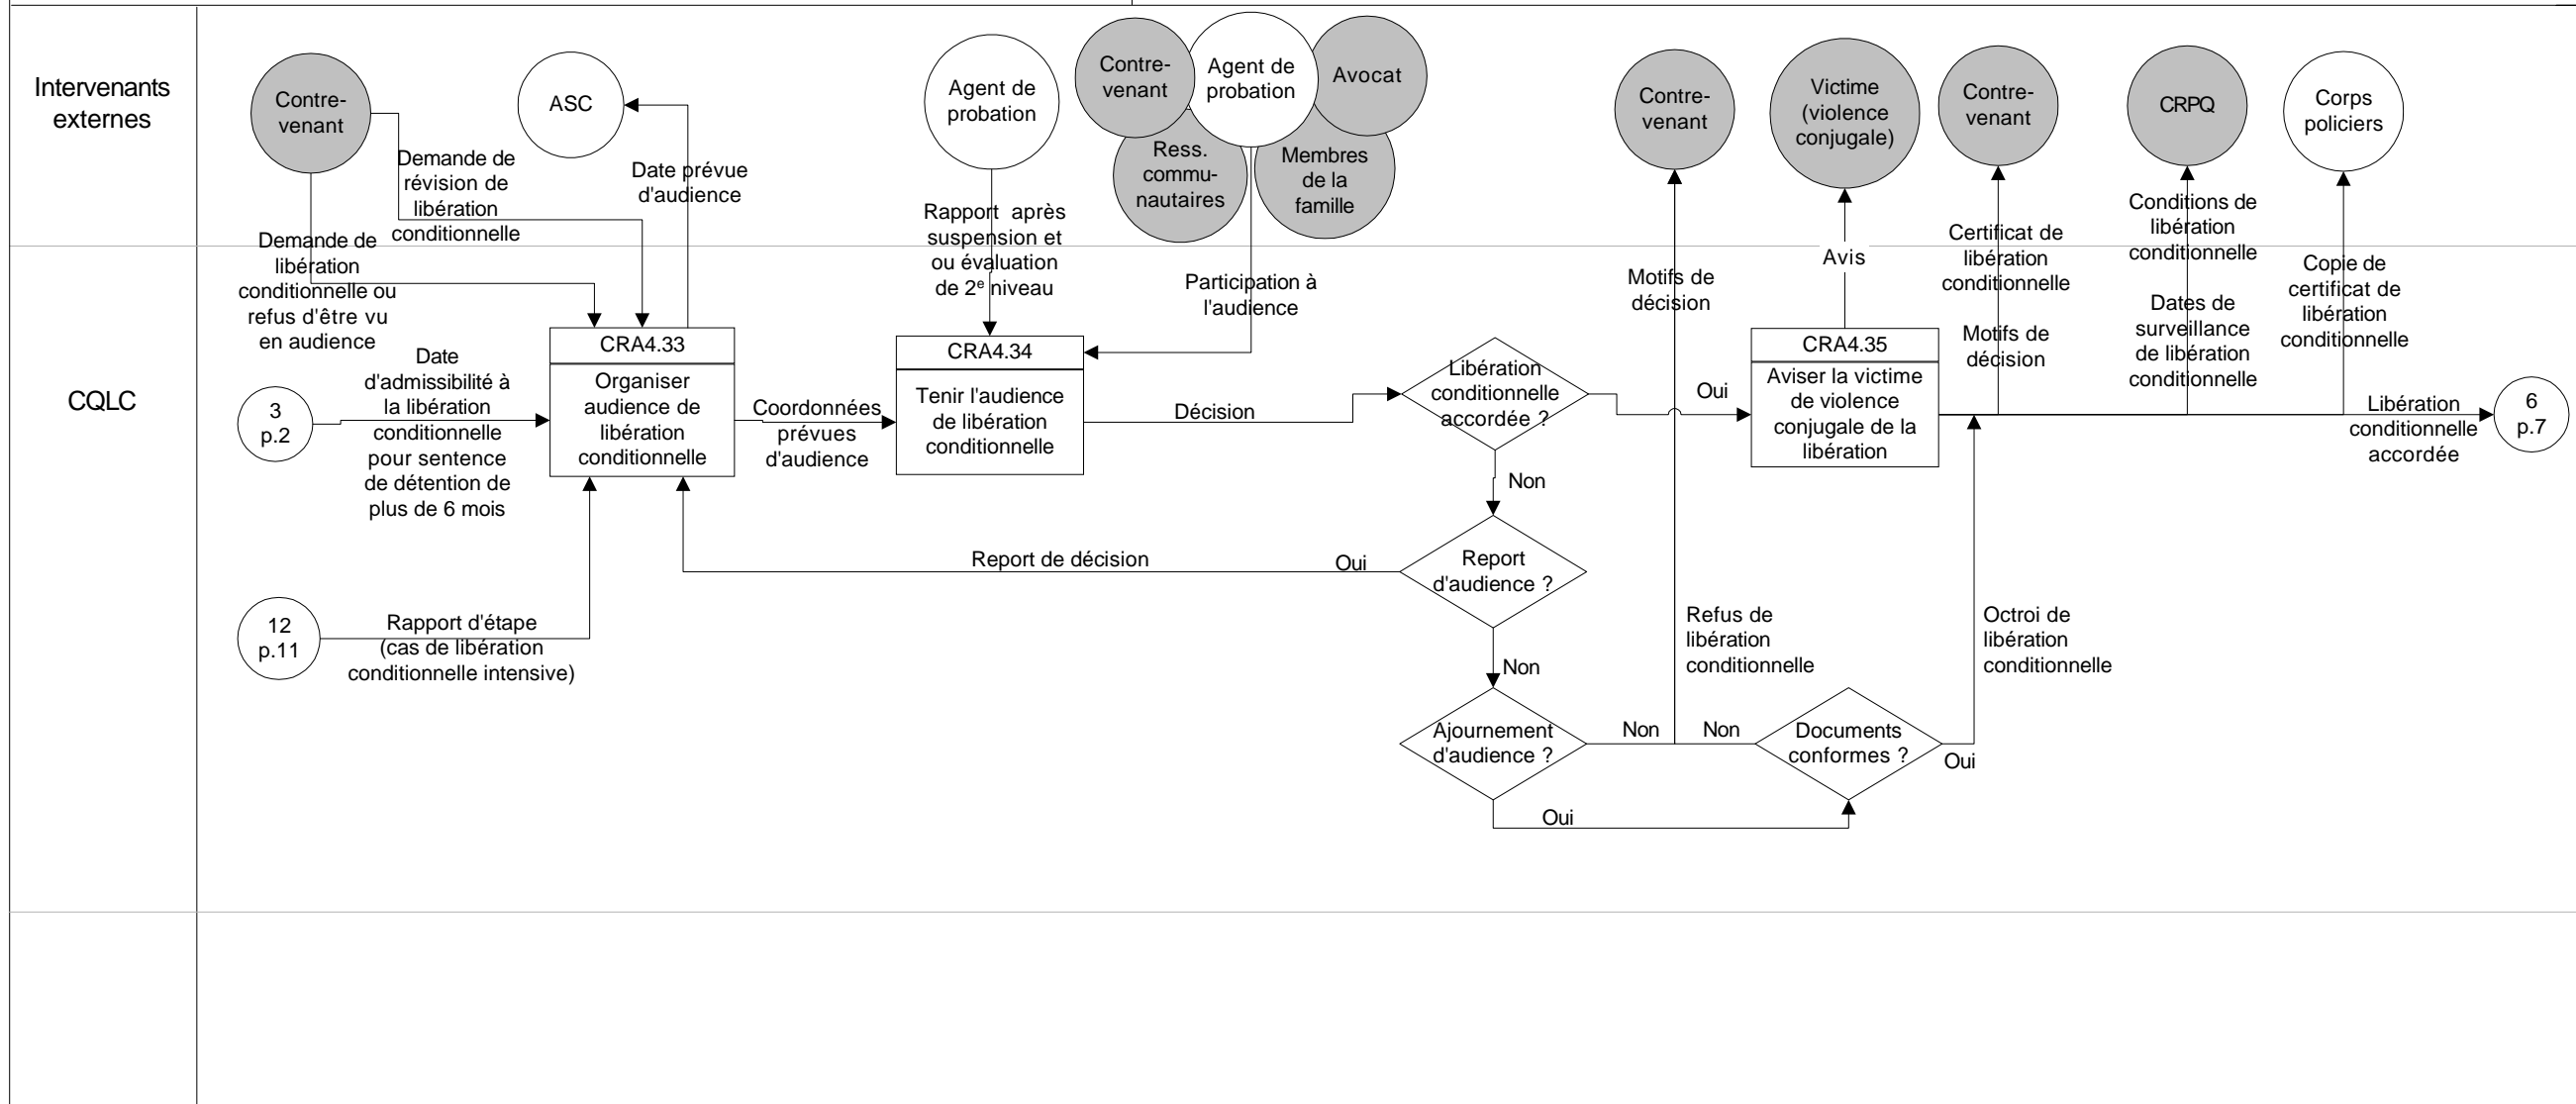 Intervenants
externes
Contre-
venant
ASC
Agent de
probation
Contre-
venant
Agent de
probation
Avocat
Ress.
commu-
nautaires
Membres
de la
famille
Contre-
venant
Victime
(violence
conjugale)
Contre-
venant
CRPQ
Corps
policiers
Demande de
révision de
libération
conditionnelle
Date prévue
d'audience
Demande de
libération
conditionnelle ou
refus d'être vu
en audience
Rapport après
suspension et
ou évaluation
de 2e niveau
Participation à
l'audience
Motifs de
décision
Avis
Certificat de
libération
conditionnelle
Motifs de
décision
Conditions de
libération
conditionnelle
Dates de
surveillance
de libération
conditionnelle
Copie de
certificat de
libération
conditionnelle
CQLC
3
p.2
Date
d'admissibilité à
la libération
conditionnelle
pour sentence
de détention de
plus de 6 mois
CRA4.33
Organiser
audience de
libération
conditionnelle
Coordonnées
prévues
d'audience
CRA4.34
Tenir l'audience
de libération
conditionnelle
Décision
Libération
conditionnelle
accordée ?
Oui
CRA4.35
Aviser la victime
de violence
conjugale de la
libération
Libération
conditionnelle
accordée
6
p.7
Non
Report de décision
Oui
Report
d'audience ?
12
p.11
Rapport d'étape
(cas de libération
conditionnelle intensive)
Refus de
libération
conditionnelle
Octroi de
libération
conditionnelle
Non
Ajournement
d'audience ?
Non
Non
Documents
conformes ?
Oui
Oui